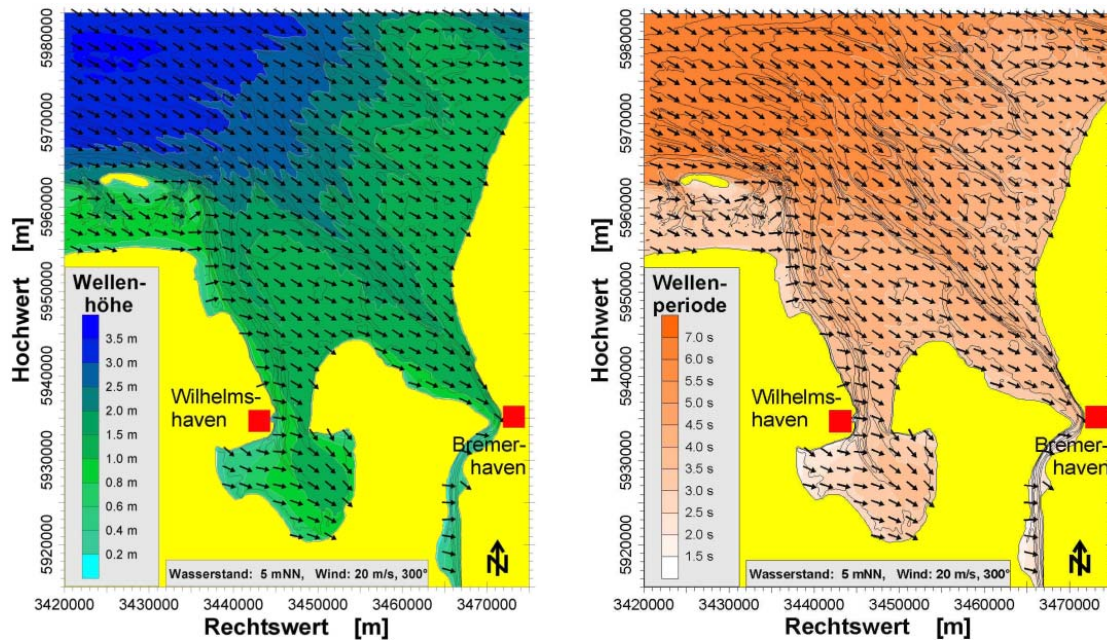 5980000
5970000
5960000
5950000
5940000
5930000
5920000
Hochwert [m]
Wellen-
höhe
3.5 m
3.0 m
2.5 m
2.0 m
1.5 m
1.0 m
0.8 m
0.6 m
0.4 m
0.2 m
Wilhelms-
haven
Bremer-
haven
N
Wasserstand: 5 mNN, Wind: 20 m/s, 300°
3420000 3430000 3440000 3450000 3460000 3470000
Rechtswert [m]
5980000
5970000
5960000
5950000
5940000
5930000
5920000
Hochwert [m]
Wellen-
periode
7.0 s
6.0 s
5.5 s
5.0 s
4.5 s
4.0 s
3.5 s
3.0 s
2.5 s
2.0 s
1.5 s
Wilhelms-
haven
Bremer-
haven
N
Wasserstand: 5 mNN, Wind: 20 m/s, 300°
3420000 3430000 3440000 3450000 3460000 3470000
Rechtswert [m]